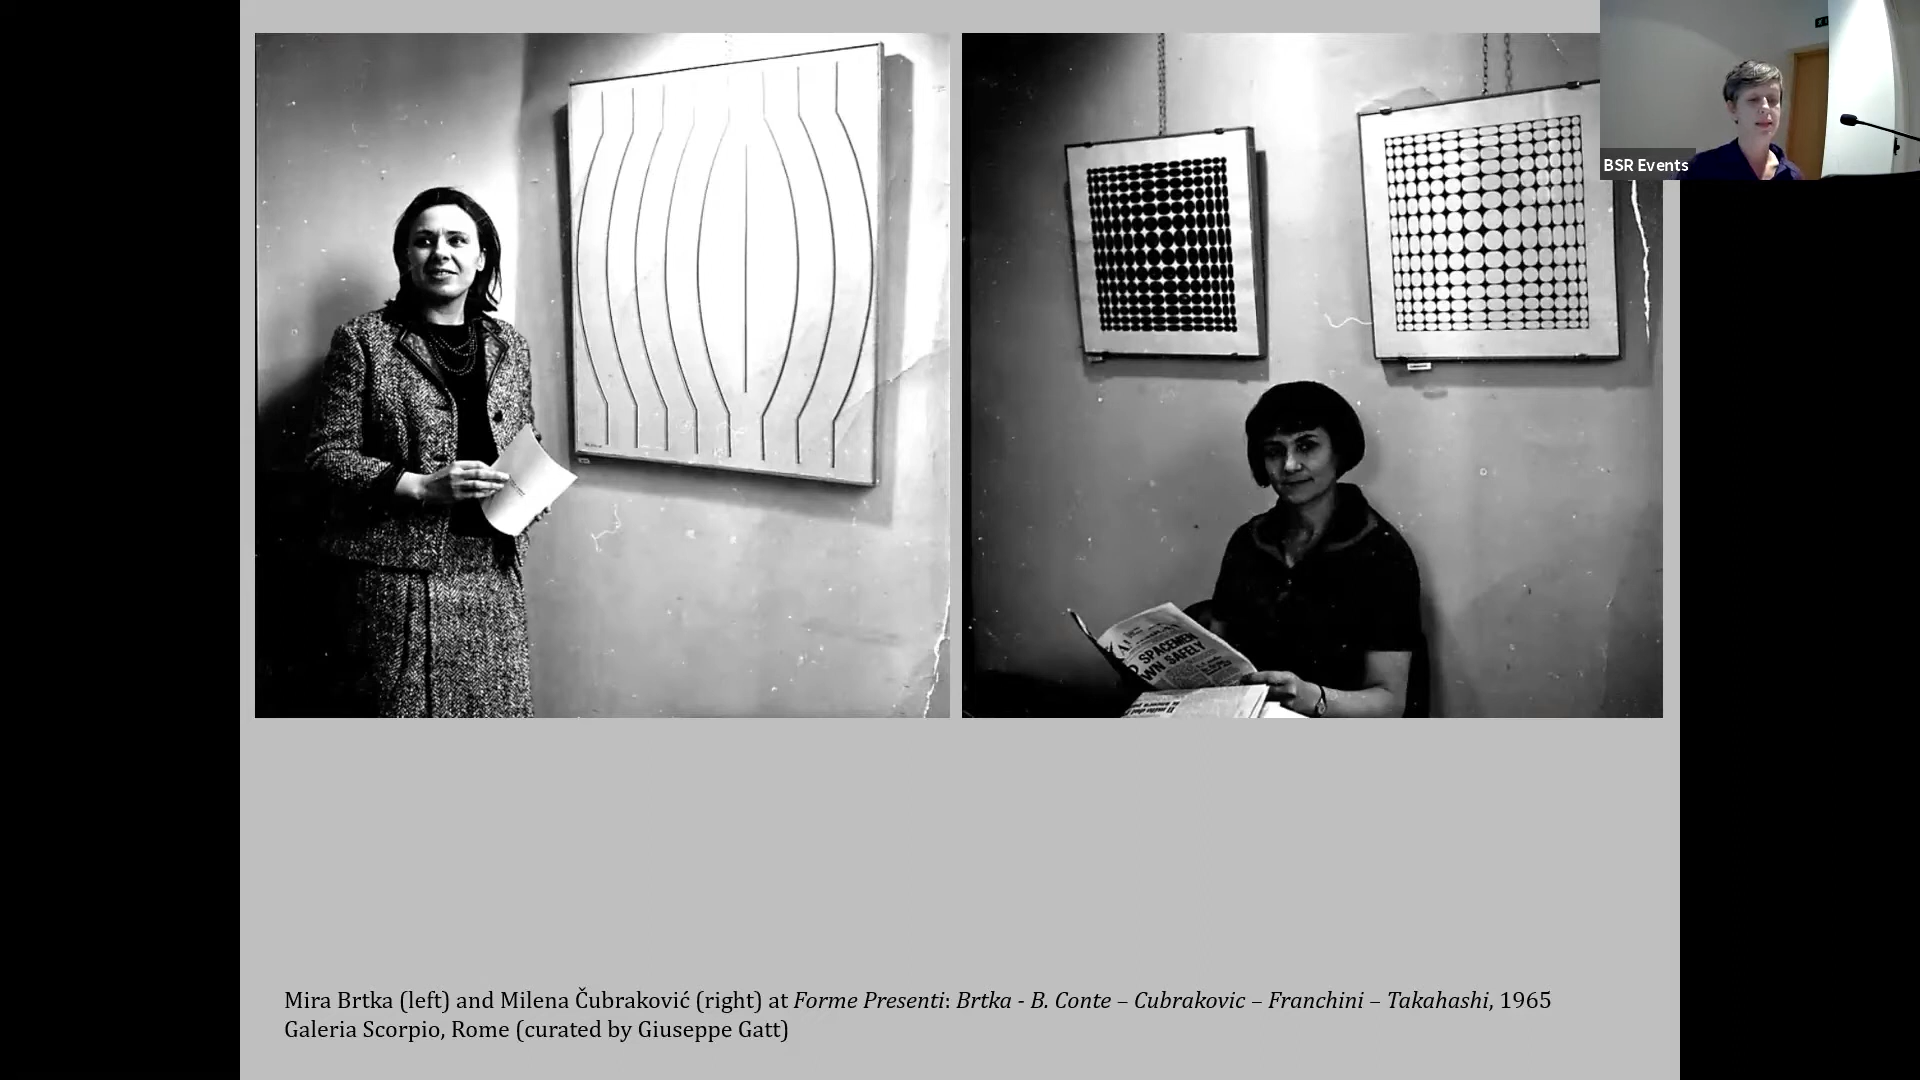 BSR Events
SPACEMEN
WN SAFELY
Mira Brtka (left) and Milena Čubraković (right) at Forme Presenti: Brtka - B. Conte – Cubrakovic – Franchini – Takahashi, 1965
Galeria Scorpio, Rome (curated by Giuseppe Gatt)